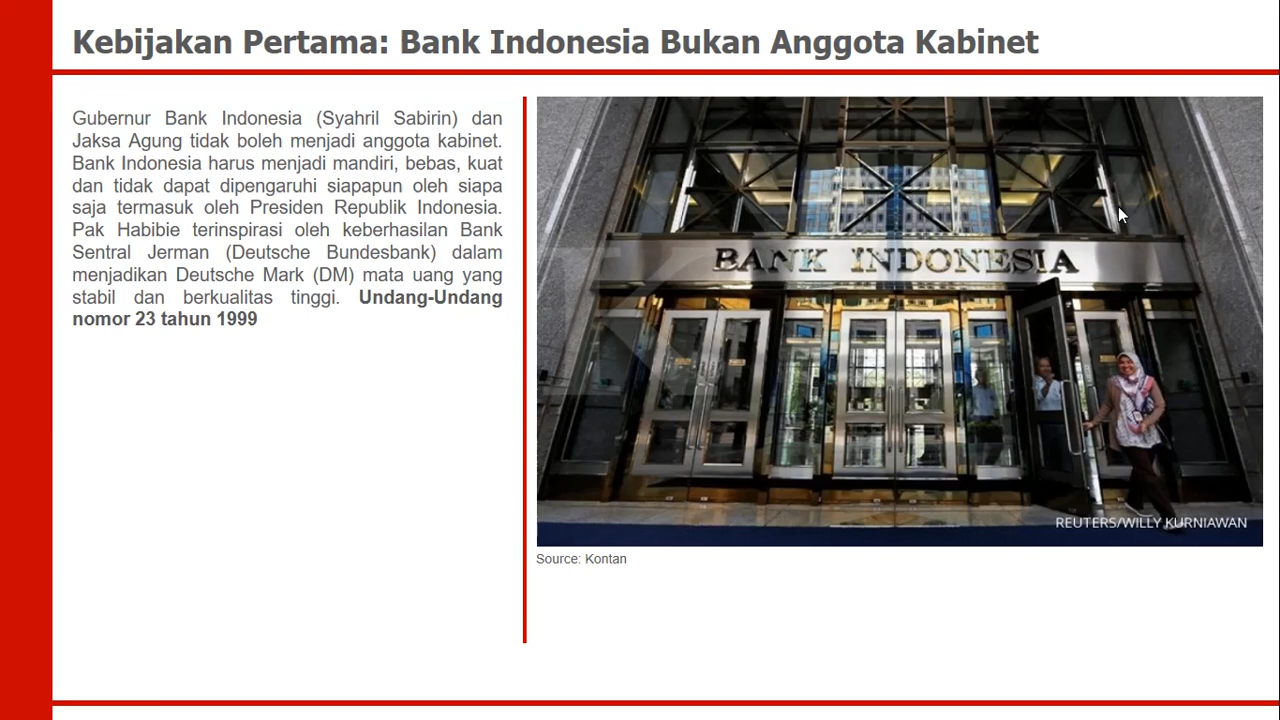 Kebijakan Pertama: Bank Indonesia Bukan Anggota Kabinet
Gubernur Bank Indonesia (Syahril Sabirin) dan
Jaksa Agung tidak boleh menjadi anggota kabinet.
Bank Indonesia harus menjadi mandiri, bebas, kuat
dan tidak dapat dipengaruhi siapapun oleh siapa
saja termasuk oleh Presiden Republik Indonesia.
Pak Habibie terinspirasi oleh keberhasilan Bank
Sentral Jerman (Deutsche Bundesbank) dalam
menjadikan Deutsche Mark (DM) mata uang yang
stabil dan berkualitas tinggi. Undang-Undang
nomor 23 tahun 1999
BANK INDONESIA
REUTERS/WILLY KURNIAWAN
Source: Kontan